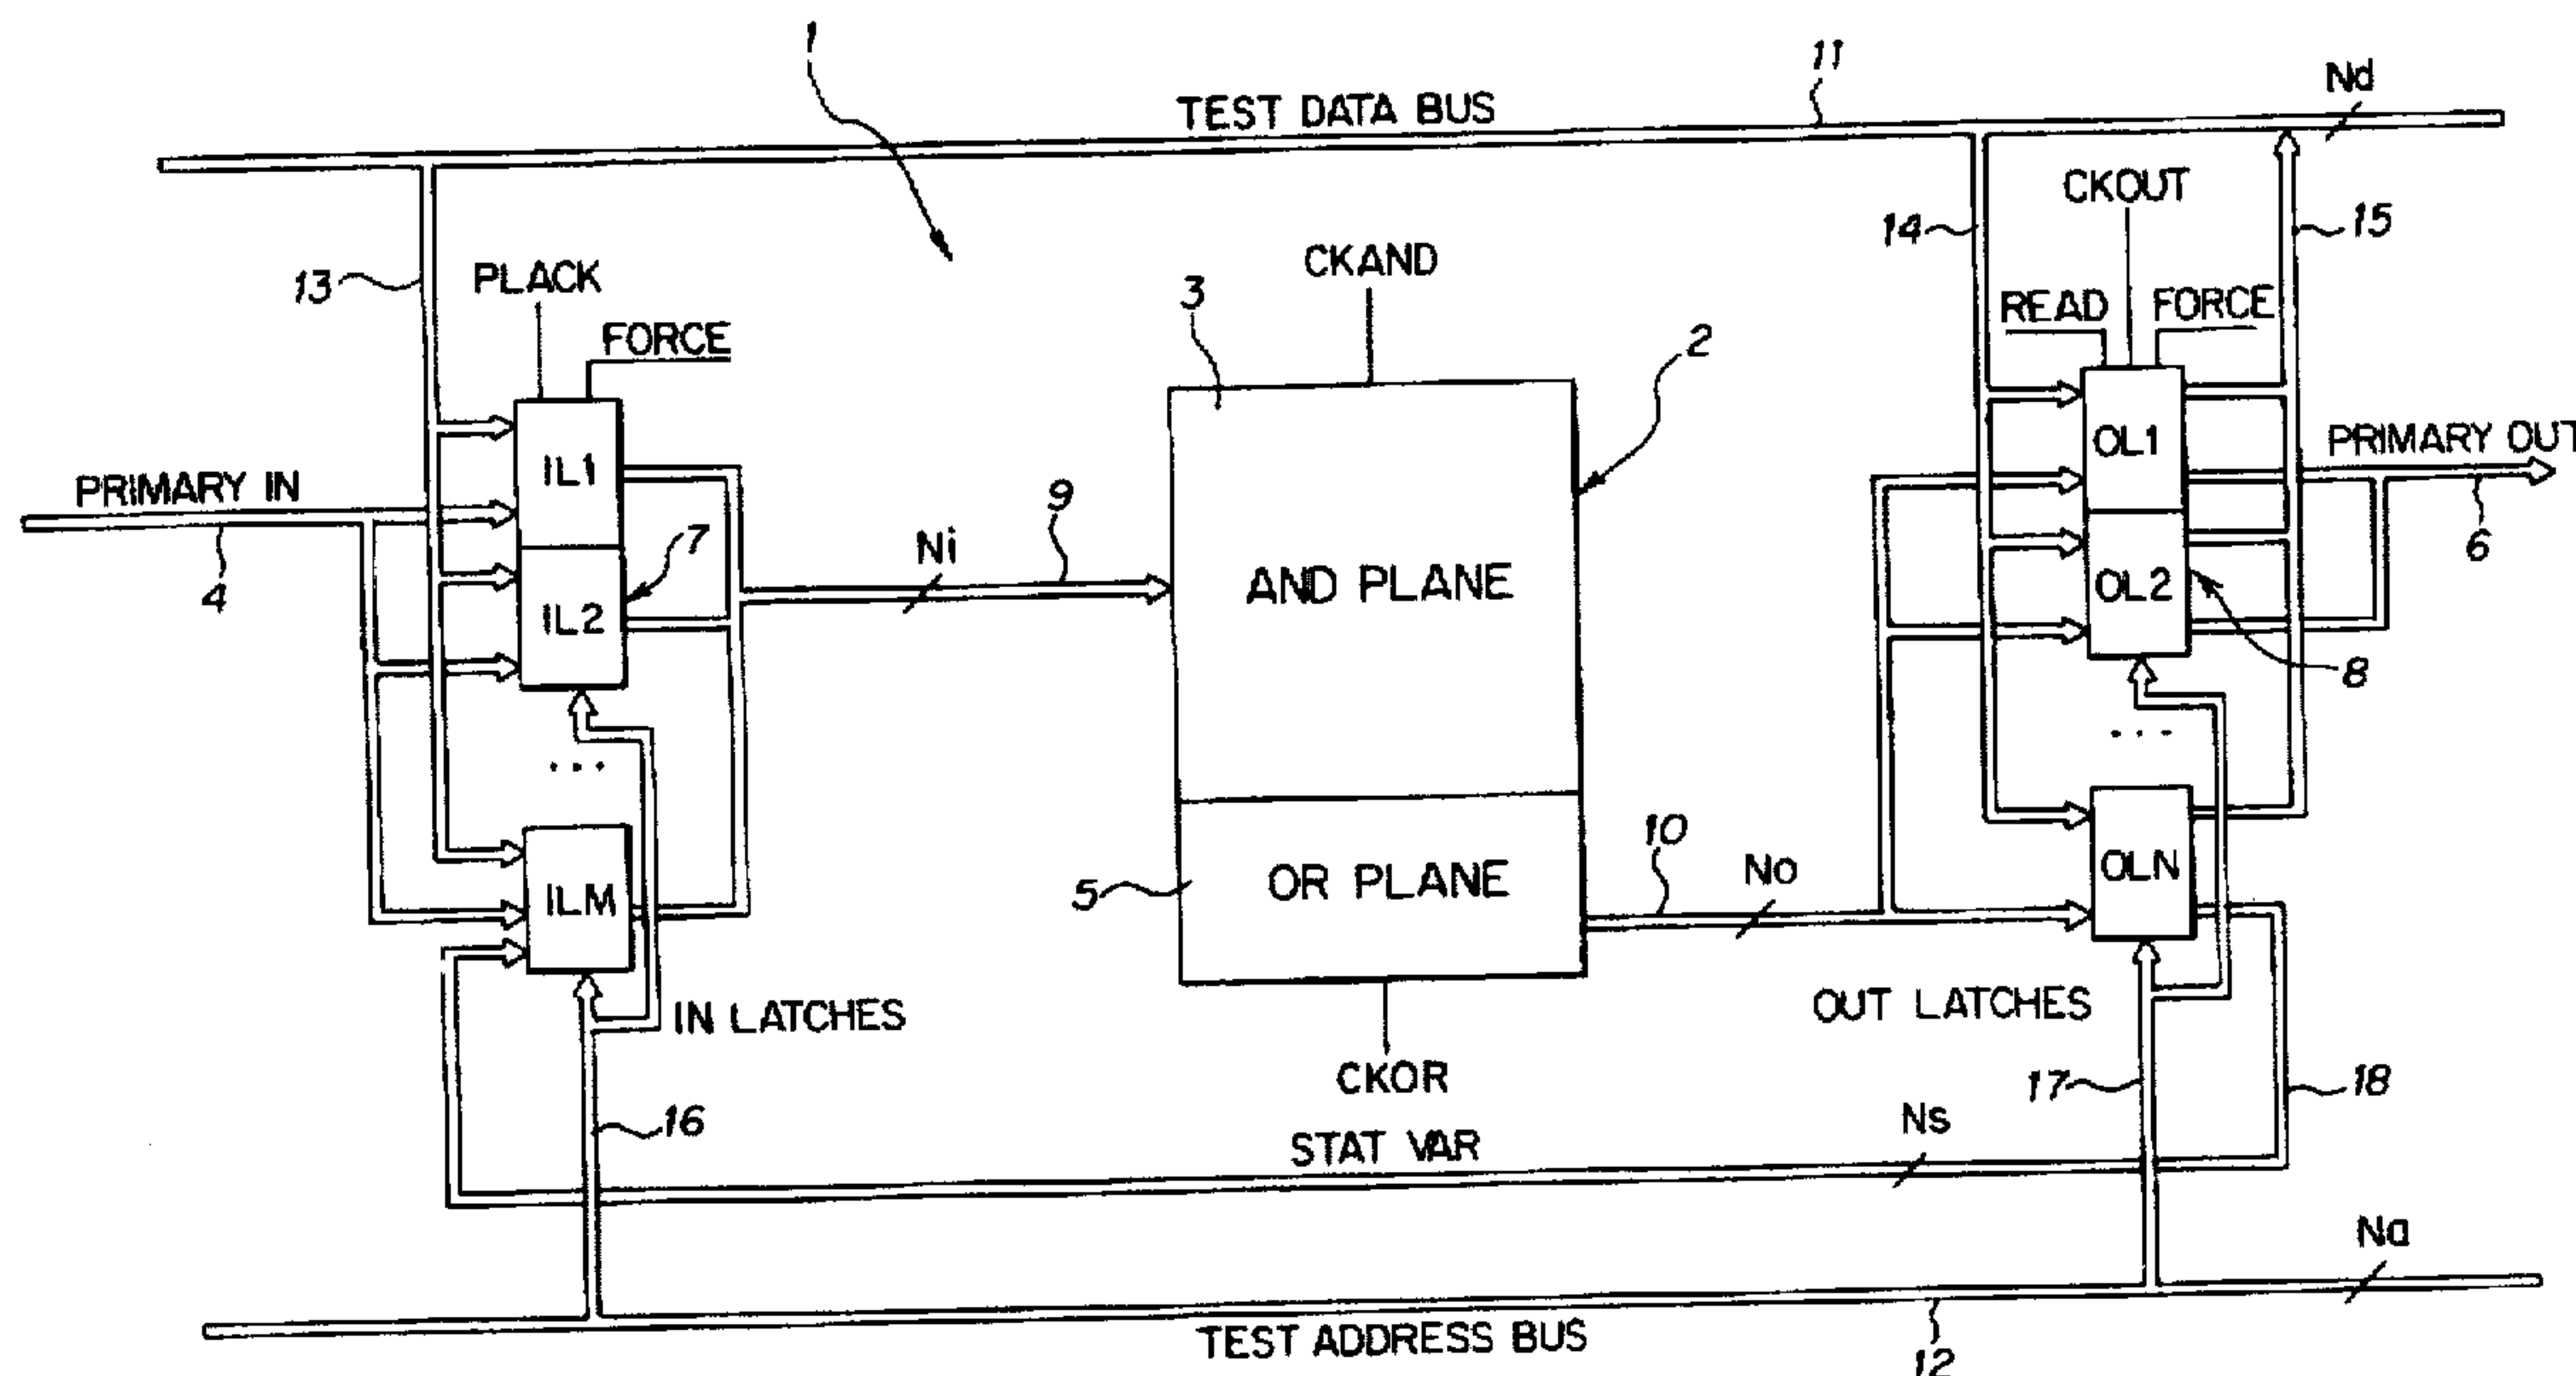 1
11
Nd
TEST DATA BUS
CKOUT
14
15
13
PLACK
CKAND
3
READ
FORCE
FORCE
2
PRIMARY IN
4
IL1
9
Ni
7
OL1
PRIMARY OUT
6
IL2
AND PLANE
OL2
8
...
...
ILM
10
No
5
OR PLANE
OLN
IN LATCHES
OUT LATCHES
CKOR
17
18
16
STAT VAR
Ns
Na
TEST ADDRESS BUS
12